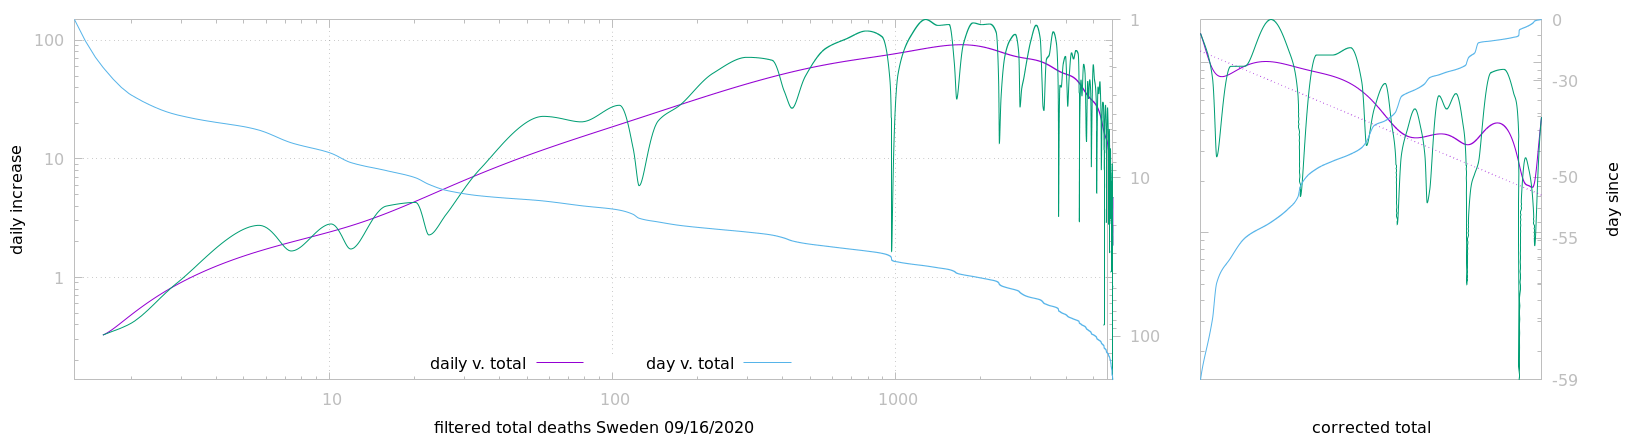 100
10
1
daily increase
10
100
1000
filtered total deaths Sweden 09/16/2020
daily v. total
day v. total
1
10
100
0
-30
-50
-55
-59
day since
corrected total